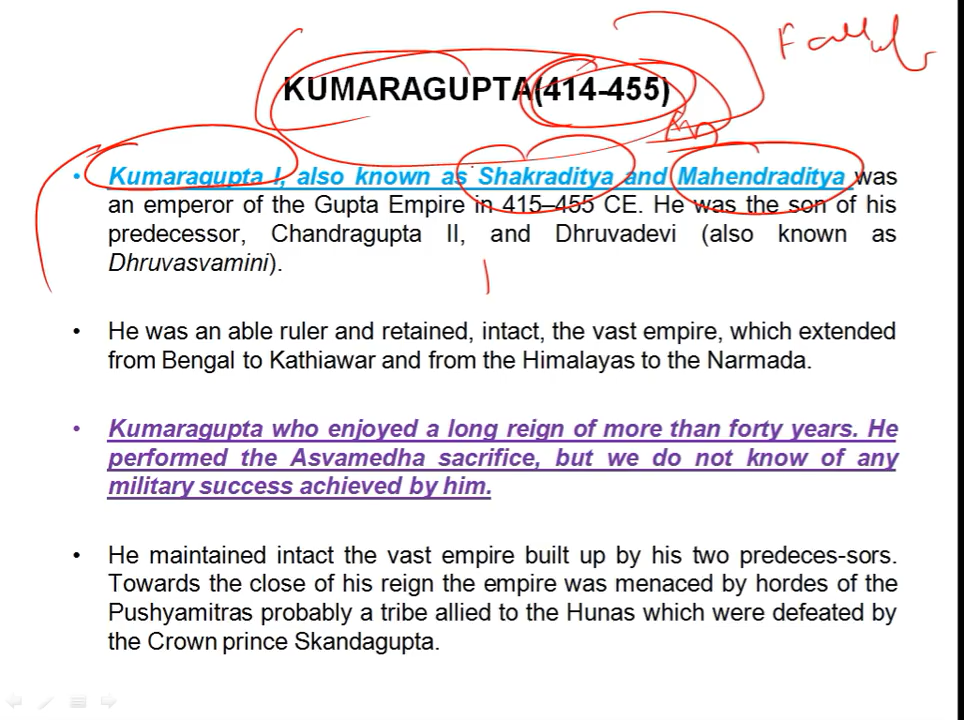 KUMARAGUPTA(414-455)
• Kumaragupta I, also known as Shakraditya and Mahendraditya was
an emperor of the Gupta Empire in 415–455 CE. He was the son of his
predecessor, Chandragupta II, and Dhruvadevi (also known as
Dhruvasvamini).
• He was an able ruler and retained, intact, the vast empire, which extended
from Bengal to Kathiawar and from the Himalayas to the Narmada.
• Kumaragupta who enjoyed a long reign of more than forty years. He
performed the Asvamedha sacrifice, but we do not know of any
military success achieved by him.
• He maintained intact the vast empire built up by his two predeces-sors.
Towards the close of his reign the empire was menaced by hordes of the
Pushyamitras probably a tribe allied to the Hunas which were defeated by
the Crown prince Skandagupta.